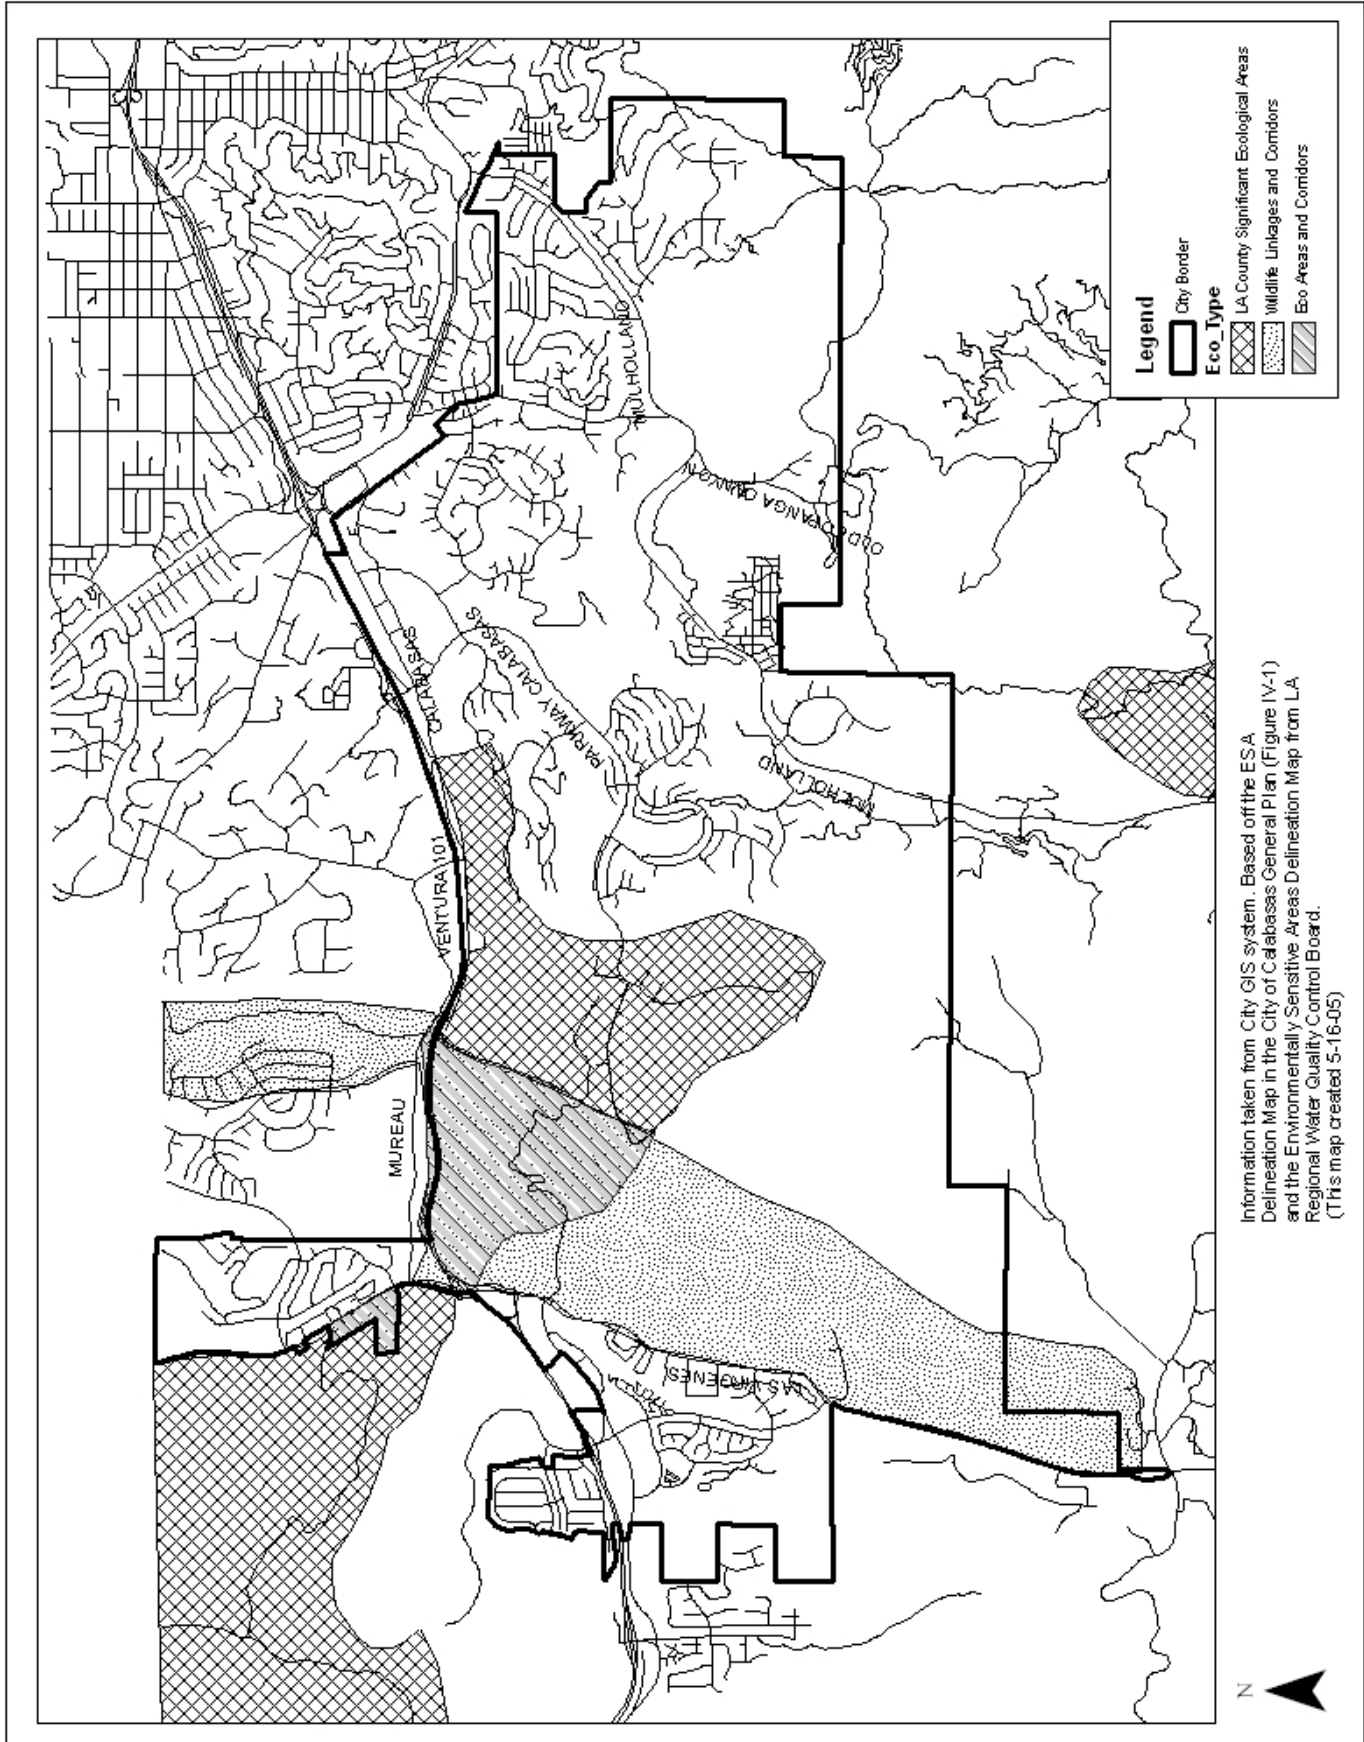 VENTURA 101
MUREAU
CALABASAS
PARKWAY CALABASAS
MULHOLLAND
OLD TOPANGA CANYON
MULHOLLAND
LAS VIRGENES
Legend
City Border
Eco_Type
LA County Significant Ecological Areas
Wildlife Linkages and Corridors
Eco Areas and Corridors
N
Information taken from City GIS system. Based off the ESA
Delineation Map in the City of Calabasas General Plan (Figure IV-1)
and the Environmentally Sensitive Areas Delineation Map from LA
Regional Water Quality Control Board.
(This map created 5-16-05)